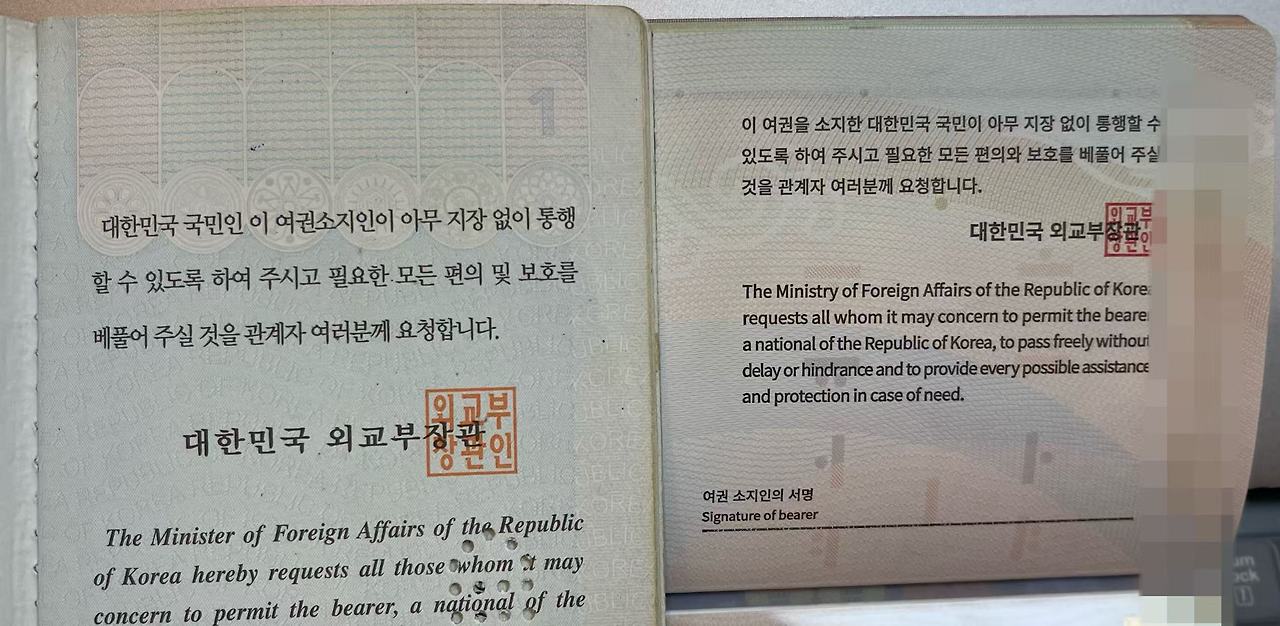 1
대한민국 국민인 이 여권소지인이 아무 지장 없이 통행
할 수 있도록 하여 주시고 필요한 모든 편의 및 보호를
베풀어 주실 것을 관계자 여러분께 요청합니다.
대한민국 외교부장관
외교부
장관인
The Minister of Foreign Affairs of the Republic
of Korea hereby requests all those whom it may
concern to permit the bearer, a national of the
이 여권을 소지한 대한민국 국민이 아무 지장 없이 통행할 수
있도록 하여 주시고 필요한 모든 편의와 보호를 베풀어 주실
것을 관계자 여러분께 요청합니다.
대한민국 외교부장관
외교부
장관인
The Ministry of Foreign Affairs of the Republic of Korea
requests all whom it may concern to permit the beare
a national of the Republic of Korea, to pass freely without
delay or hindrance and to provide every possible assistance
and protection in case of need.
여권 소지인의 서명
Signature of bearer
um
ock
1